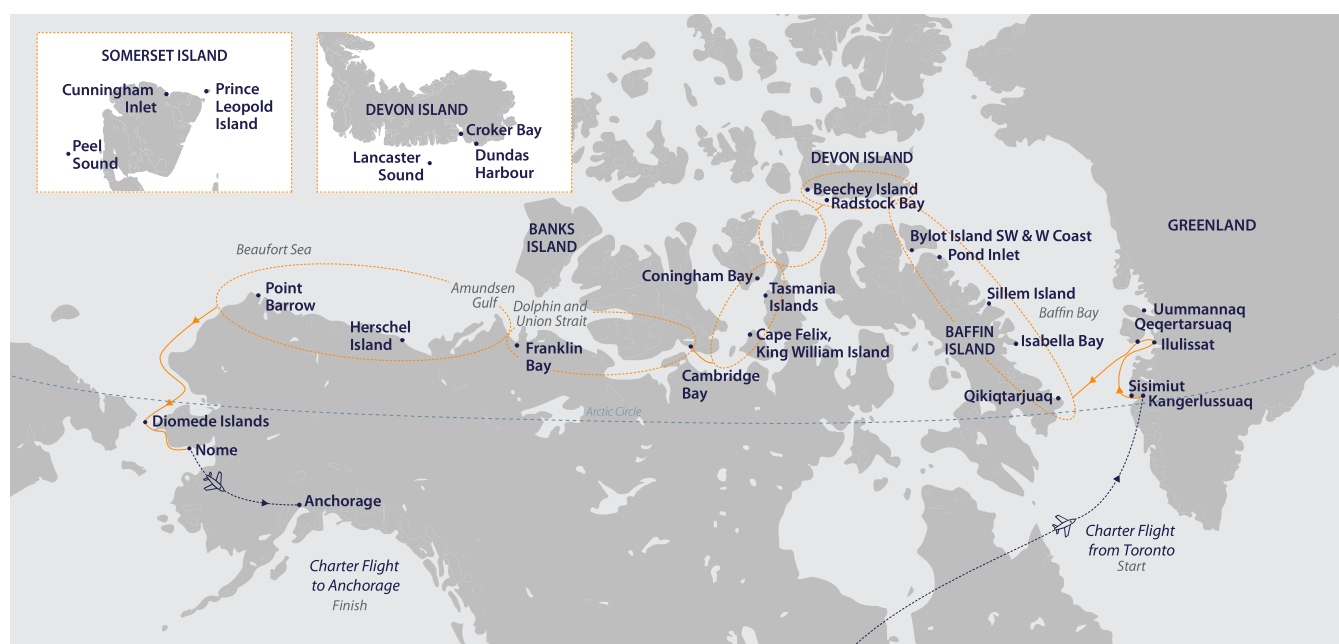 SOMERSET ISLAND
Cunningham
Inlet
Prince
Leopold
Island
Peel
Sound
DEVON ISLAND
Croker Bay
Lancaster
Sound
Dundas
Harbour
DEVON ISLAND
Beechey Island
Radstock Bay
BANKS
ISLAND
GREENLAND
Bylot Island SW & W Coast
Pond Inlet
Beaufort Sea
Point
Barrow
Amundsen
Gulf
Dolphin and
Union Strait
Coningham Bay
Tasmania
Islands
Sillem Island
Baffin Bay
Uummannaq
Qeqertarsuaq
Ilulissat
Herschel
Island
Franklin
Bay
Cape Felix,
King William Island
BAFFIN
ISLAND
Isabella Bay
Cambridge
Bay
Qikiqtarjuaq
Sisimiut
Kangerlussuaq
Arctic Circle
Diomede Islands
Nome
Anchorage
Charter Flight
to Anchorage
Finish
Charter Flight
from Toronto
Start